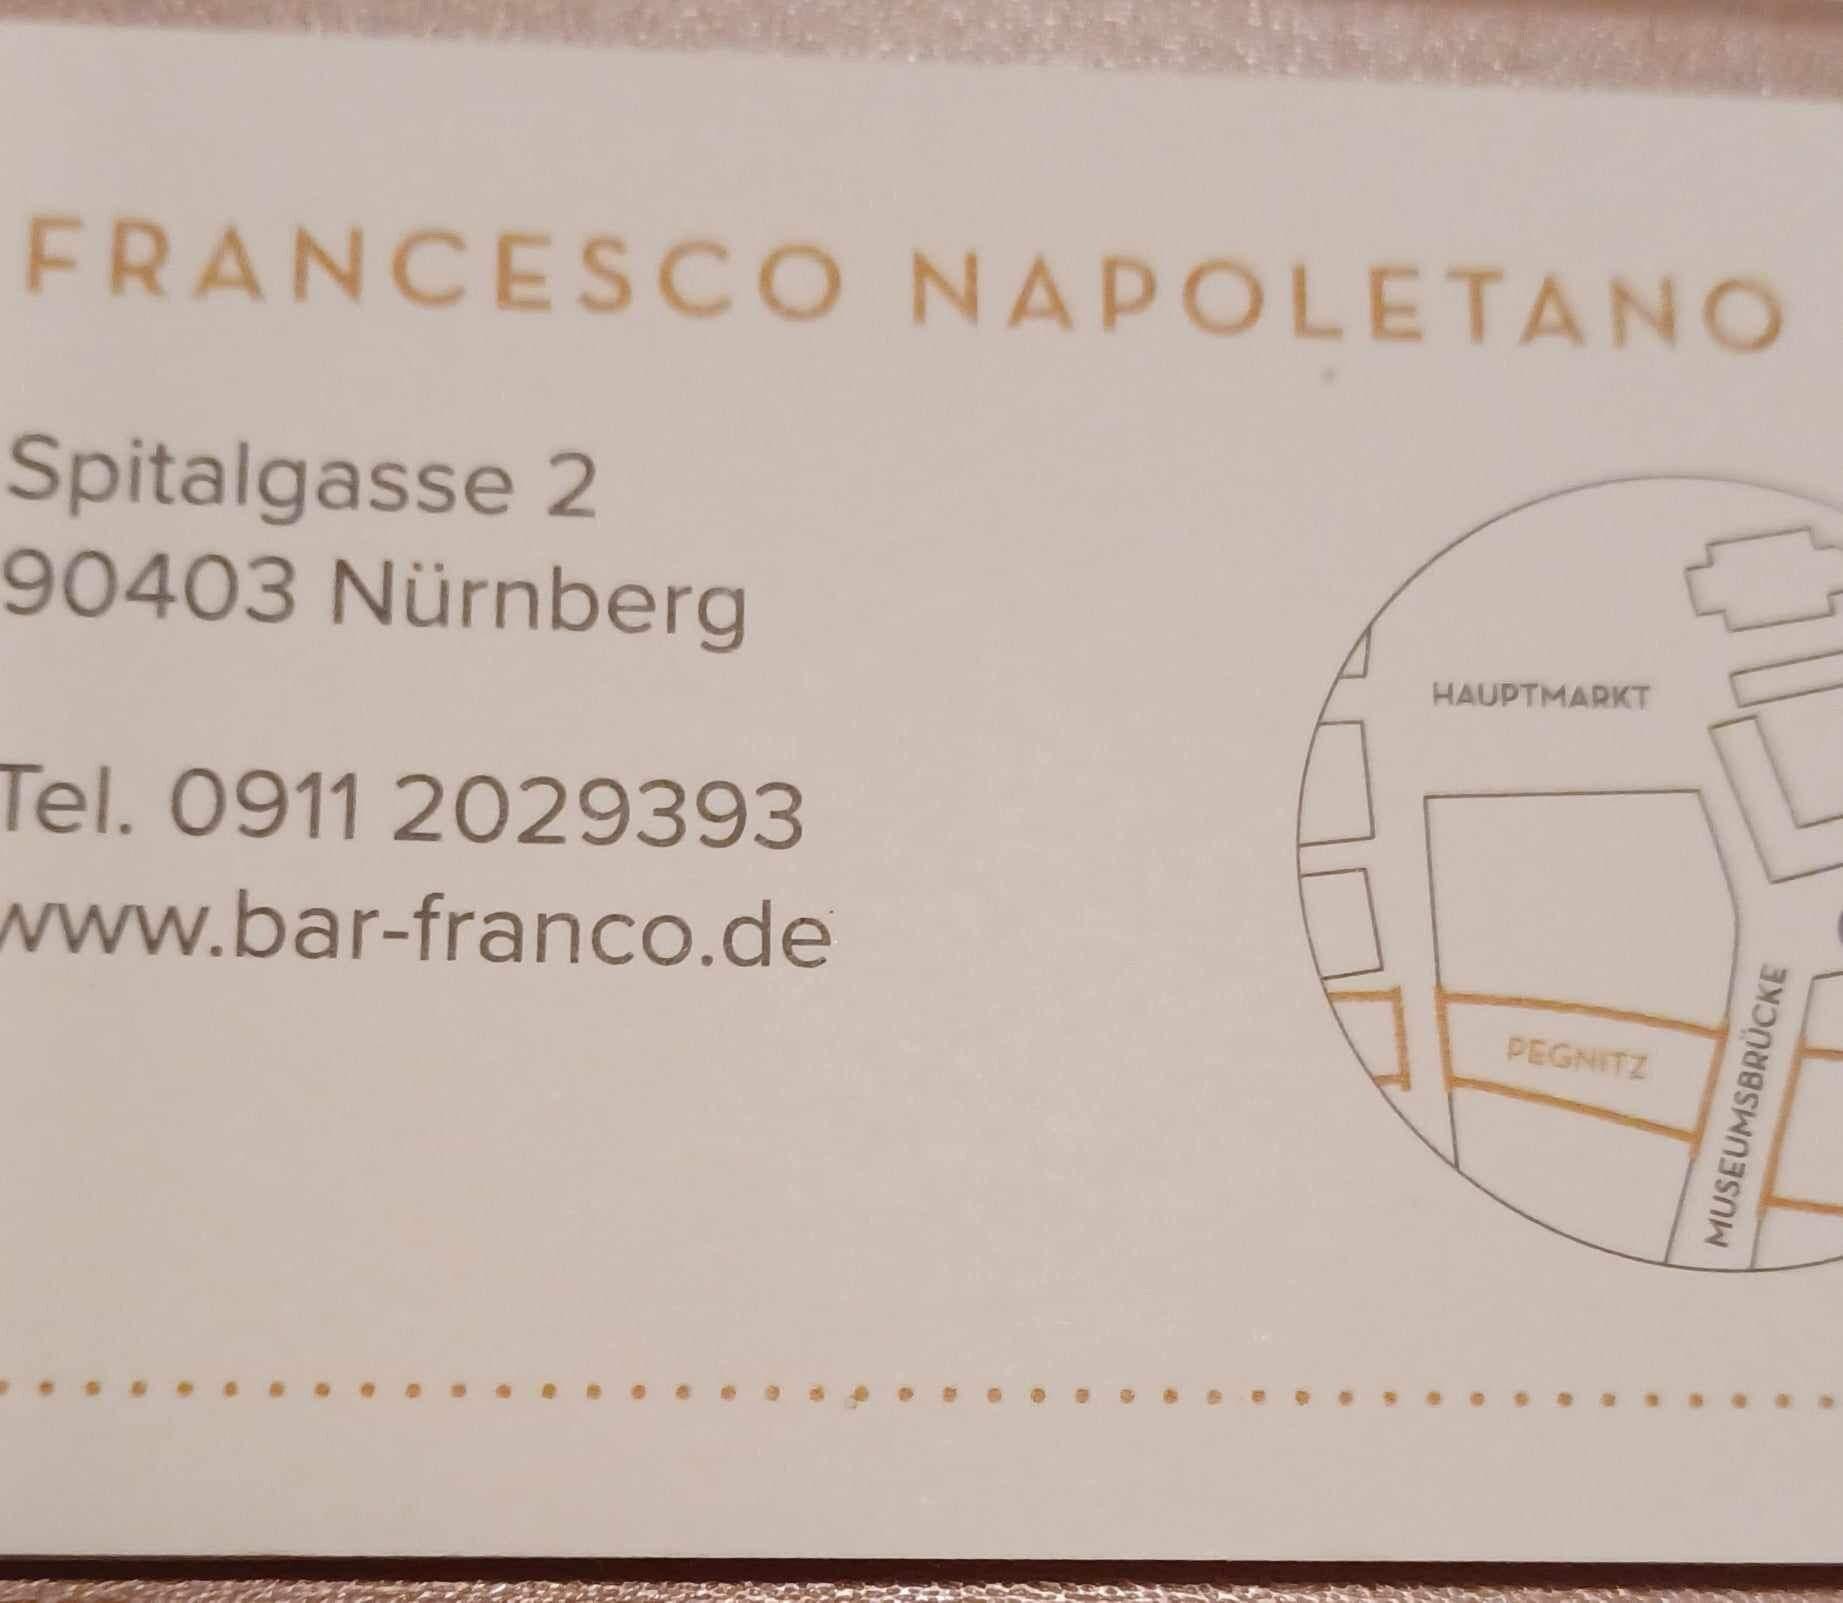 FRANCESCO NAPOLETANO
Spitalgasse 2
90403 Nürnberg
Tel. 0911 2029393
www.bar-franco.de
HAUPTMARKT
PEGNITZ
MUSEUMSBRÜCKE